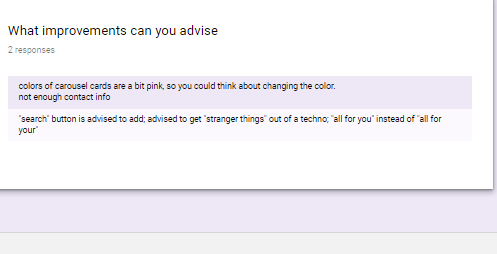 What improvements can you advise
2 responses
colors of carousel cards are a bit pink, so you could think about changing the color.
not enough contact info
"search" button is advised to add; advised to get "stranger things" out of a techno; "all for you" instead of "all for
your"